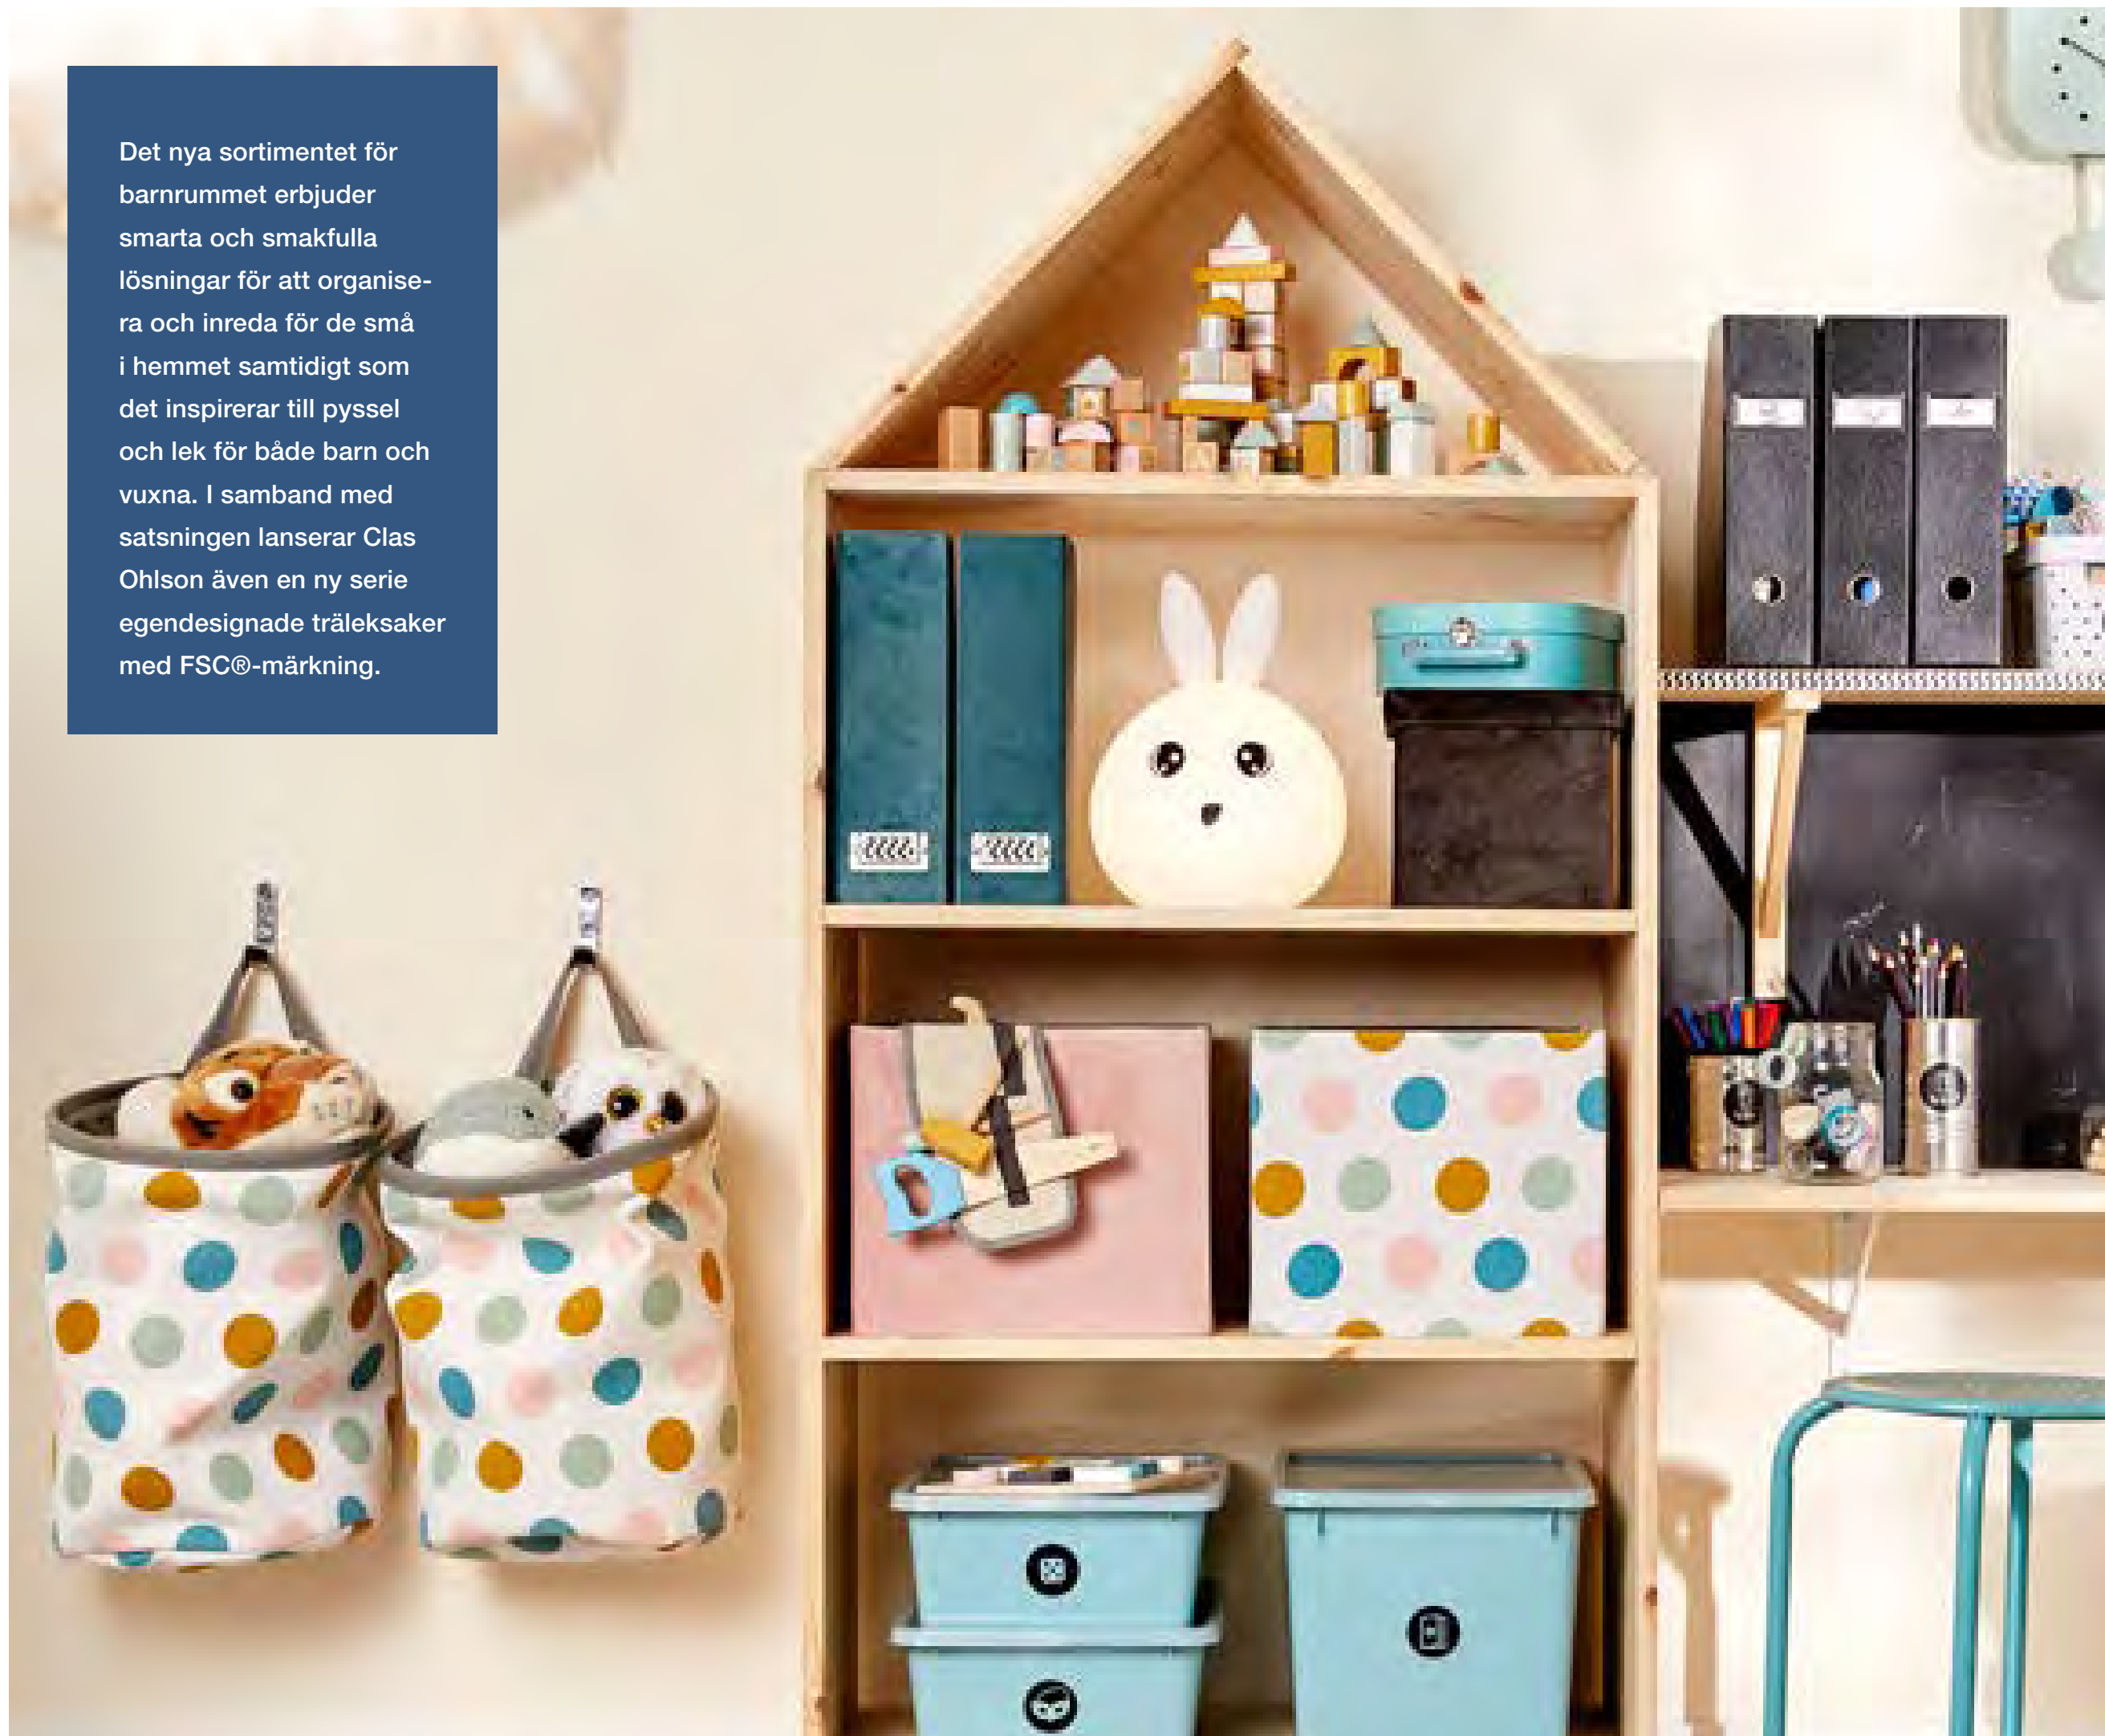 Det nya sortimentet för
barnrummet erbjuder
smarta och smakfulla
lösningar för att organise-
ra och inreda för de små
i hemmet samtidigt som
det inspirerar till pyssel
och lek för både barn och
vuxna. I samband med
satsningen lanserar Clas
Ohlson även en ny serie
egendesignade träleksaker
med FSC®-märkning.